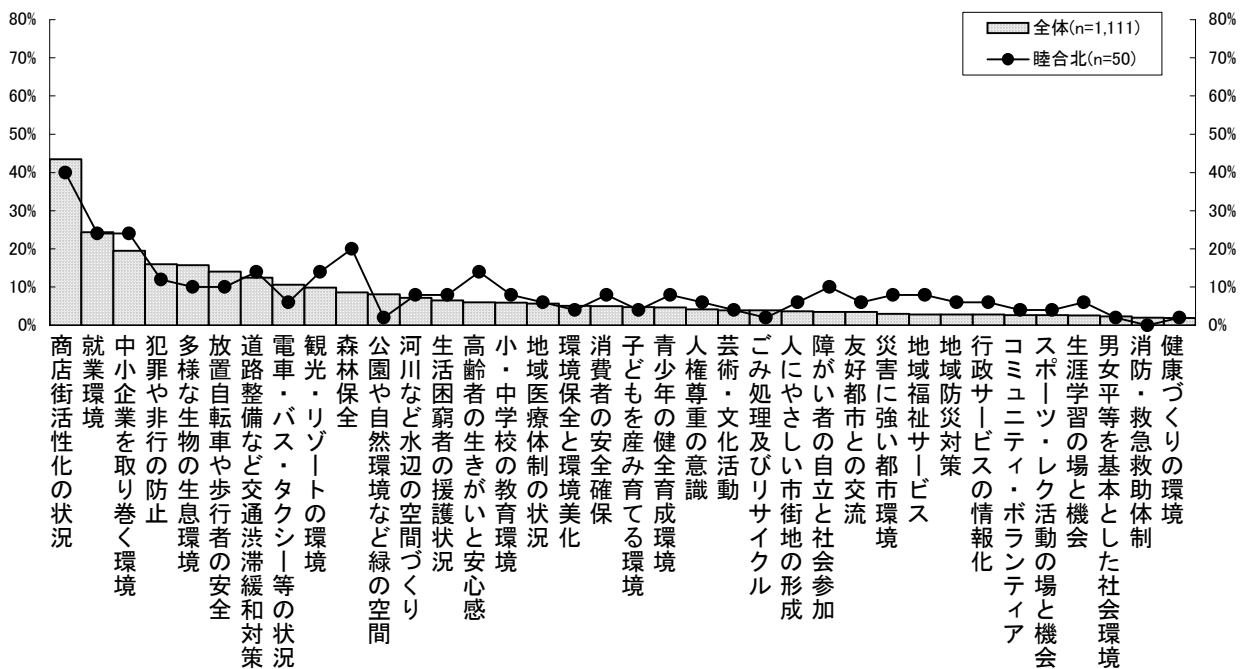 80%
70%
60%
50%
40%
30%
20%
10%
0%
全体(n=1,111)
睦合北(n=50)
80%
70%
60%
50%
40%
30%
20%
10%
0%
商店街活性化の状況
就業環境
中小企業を取り巻く環境
犯罪や非行の防止
多様な生物の生息環境
放置自転車や歩行者の安全
道路整備など交通渋滞緩和対策
電車・バス・タクシー等の状況
観光・リゾートの環境
森林保全
公園や自然環境など緑の空間
河川など水辺の空間づくり
生活困窮者の援護状況
高齢者の生きがいと安心感
小・中学校の教育環境
地域医療体制の状況
環境保全と環境美化
消費者の安全確保
子どもを産み育てる環境
青少年の健全育成環境
人権尊重の意識
芸術・文化活動
ごみ処理及びリサイクル
人にやさしい市街地の形成
障がい者の自立と社会参加
友好都市との交流
災害に強い都市環境
地域福祉サービス
地域防災対策
行政サービスの情報化
コミュニティ・ボランティア
スポーツ・レク活動の場と機会
生涯学習の場と機会
男女平等を基本とした社会環境
消防・救急救助体制
健康づくりの環境